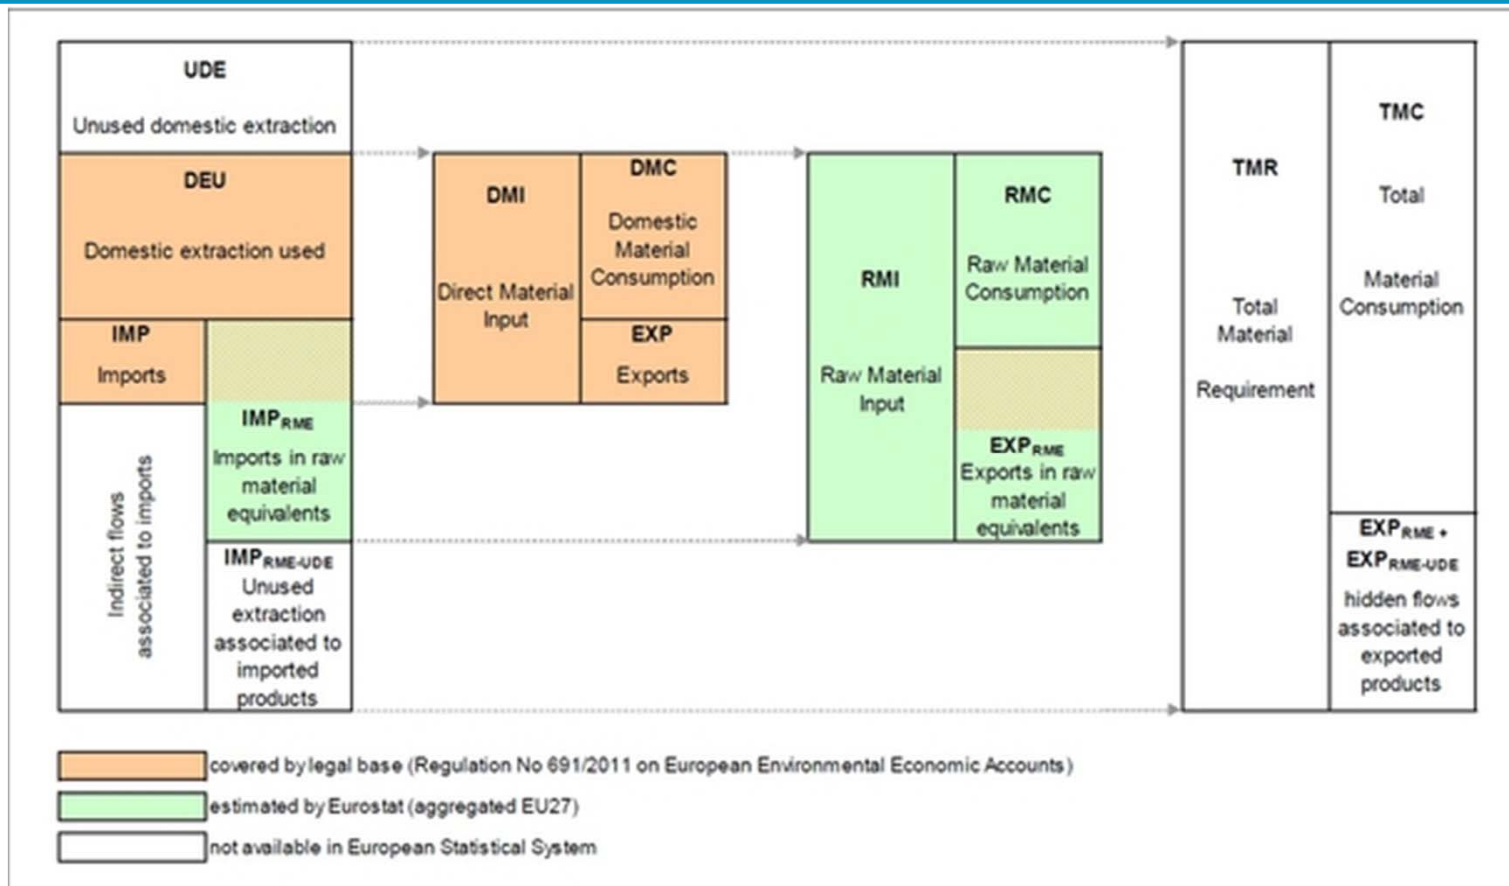 UDE
Unused domestic extraction
DEU
Domestic extraction used
IMP
Imports
Indirect flows
associated to imports
IMPRME
Imports in raw
material
equivalents
IMPRME-UDE
Unused
extraction
associated to
imported
products
DMI
Direct Material
Input
DMC
Domestic
Material
Consumption
EXP
Exports
RMI
Raw Material
Input
RMC
Raw Material
Consumption
EXPRME
Exports in raw
material
equivalents
TMR
Total
Material
Requirement
TMC
Total
Material
Consumption
EXPRME +
EXPRME-UDE
hidden flows
associated to
exported
products
covered by legal base (Regulation No 691/2011 on European Environmental Economic Accounts)
estimated by Eurostat (aggregated EU27)
not available in European Statistical System